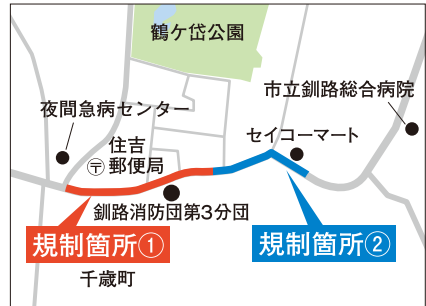 鶴ケ岱公園
市立釧路総合病院
夜間急病センター
セイコーマート
住吉
〒郵便局
釧路消防団第3分団
規制箇所①
規制箇所②
千歳町